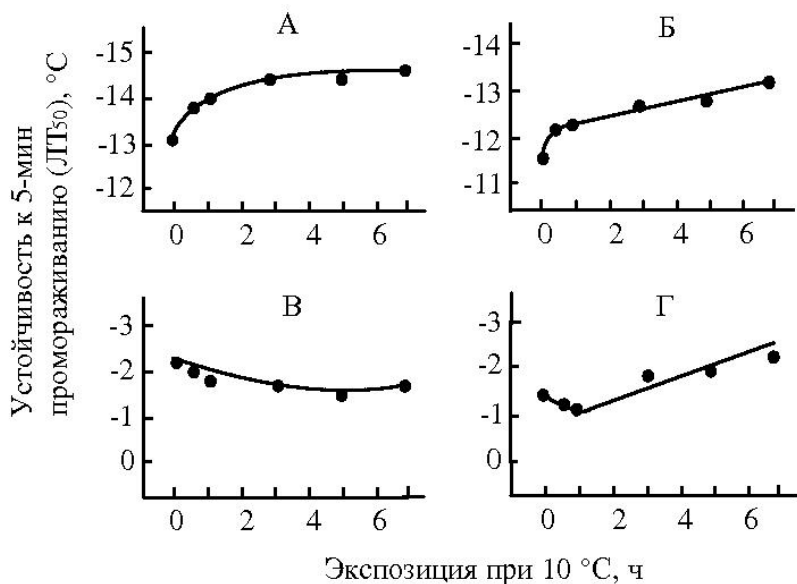 А
Б
-15
-14
-13
-12
0 2 4 6
-14
-13
-12
-11
0 2 4 6
В
Г
-3
-2
-1
0
0 2 4 6
-3
-2
-1
0
0 2 4 6
Устойчивость к 5-мин
промораживанию (ЛТ50), °С
Экспозиция при 10 °С, ч